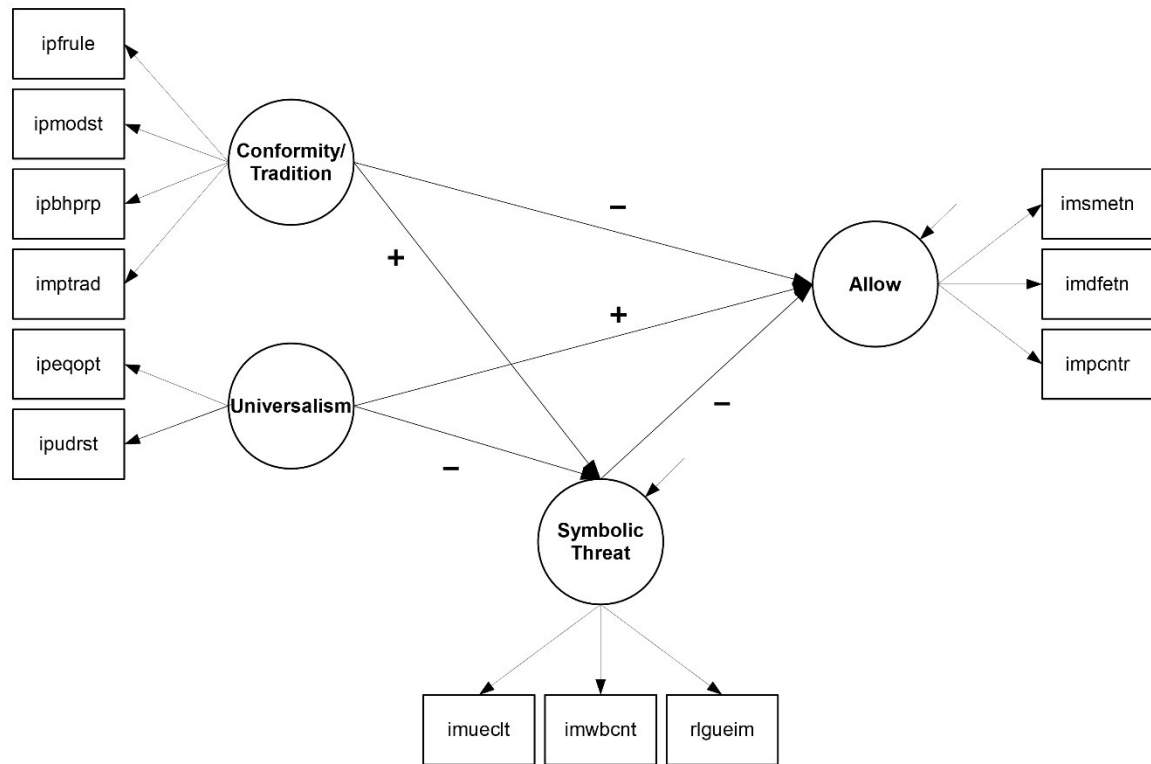 ipfrule
ipmodst
ipbhprp
imptrad
ipeqopt
ipudrst
Conformity/
Tradition
Universalism
–
+
+
–
–
Allow
imsmetn
imdfetn
impcntr
Symbolic
Threat
imueclt
imwbcnt
rlgueim